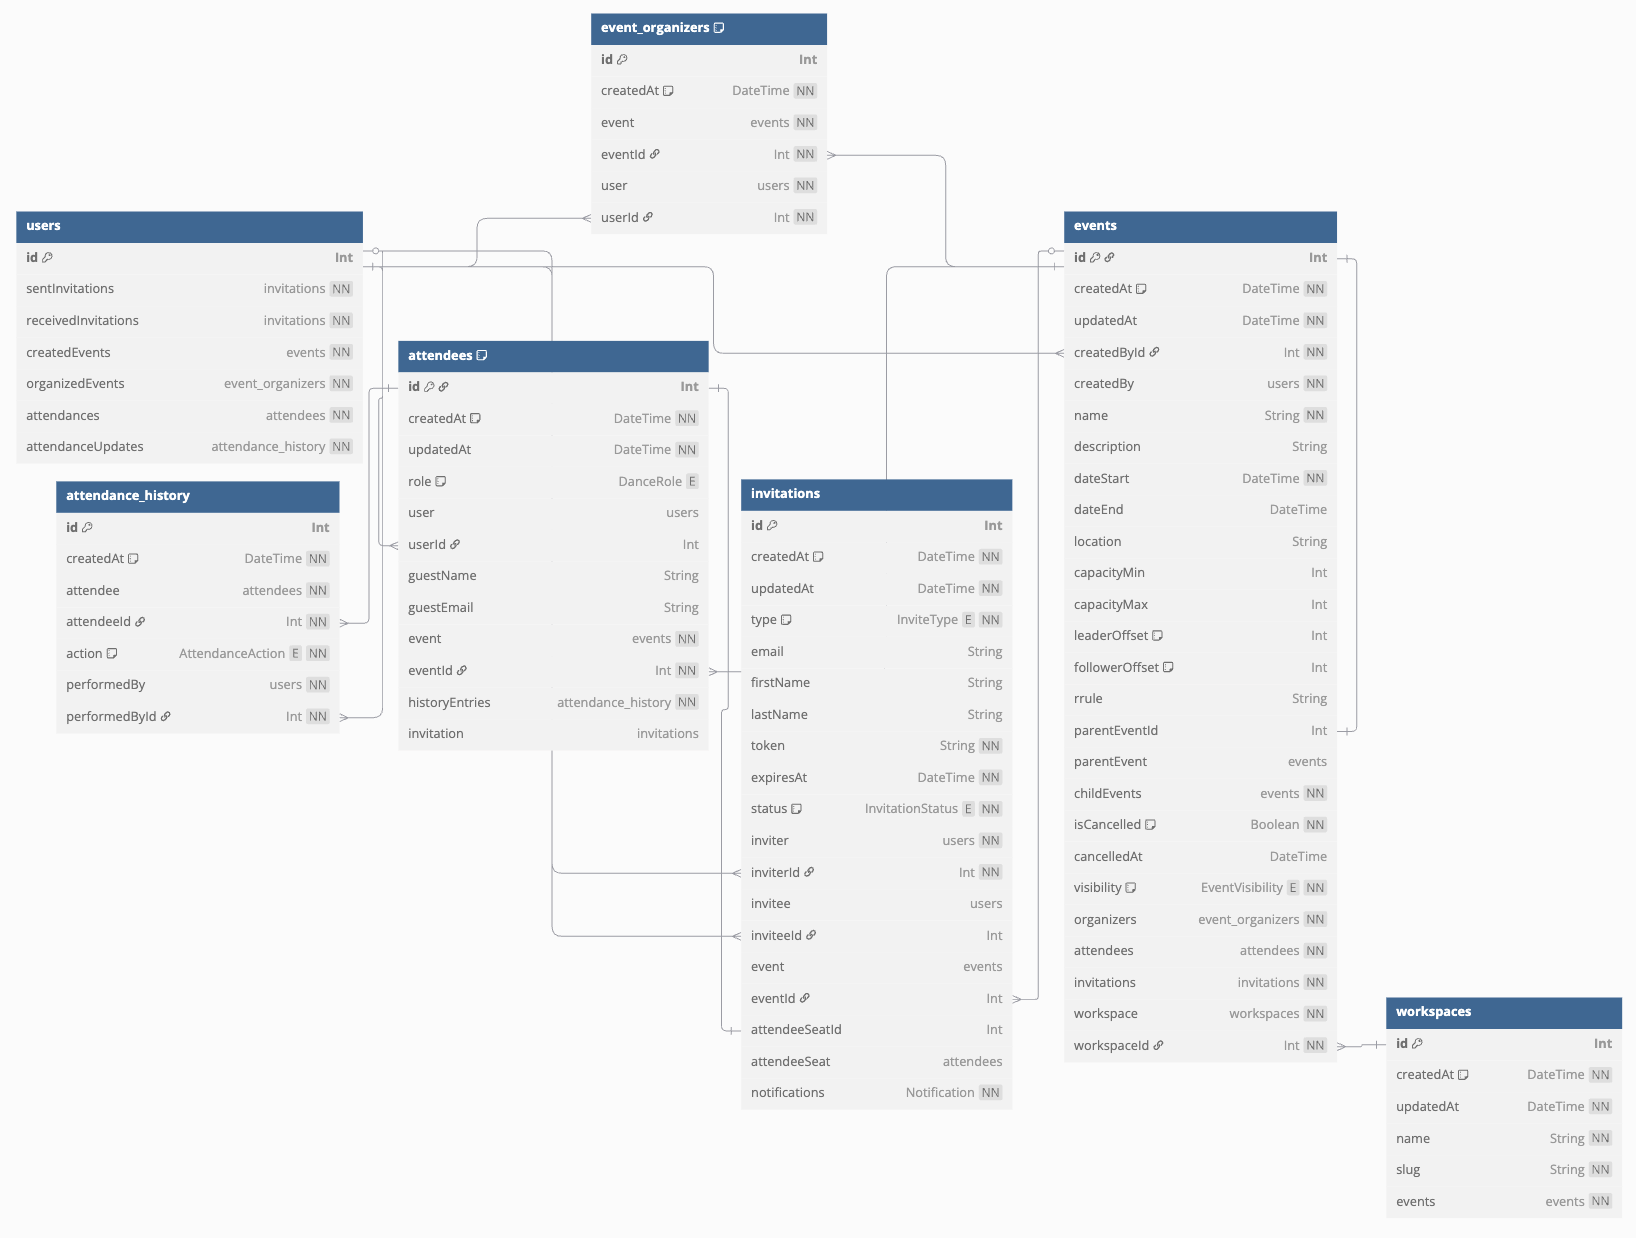 event_organizers
id Int
createdAt DateTime NN
event events NN
eventId Int NN
user users NN
userId Int NN
users
id Int
sentInvitations invitations NN
receivedInvitations invitations NN
createdEvents events NN
organizedEvents event_organizers NN
attendances attendees NN
attendanceUpdates attendance_history NN
attendance_history
id Int
createdAt DateTime NN
attendee attendees NN
attendeeId Int NN
action AttendanceAction E NN
performedBy users NN
performedById Int NN
attendees
id Int
createdAt DateTime NN
updatedAt DateTime NN
role DanceRole E
user users
userId Int
guestName String
guestEmail String
event events NN
eventId Int NN
historyEntries attendance_history NN
invitation invitations
invitations
id Int
createdAt DateTime NN
updatedAt DateTime NN
type InviteType E NN
email String
firstName String
lastName String
token String NN
expiresAt DateTime NN
status InvitationStatus E NN
inviter users NN
inviterId Int NN
invitee users
inviteeId Int
event events
eventId Int
attendeeSeatId Int
attendeeSeat attendees
notifications Notification NN
events
id Int
createdAt DateTime NN
updatedAt DateTime NN
createdById Int NN
createdBy users NN
name String NN
description String
dateStart DateTime NN
dateEnd DateTime
location String
capacityMin Int
capacityMax Int
leaderOffset Int
followerOffset Int
rrule String
parentEventId Int
parentEvent events
childEvents events NN
isCancelled Boolean NN
cancelledAt DateTime
visibility EventVisibility E NN
organizers event_organizers NN
attendees attendees NN
invitations invitations NN
workspace workspaces NN
workspaceId Int NN
workspaces
id Int
createdAt DateTime NN
updatedAt DateTime NN
name String NN
slug String NN
events events NN